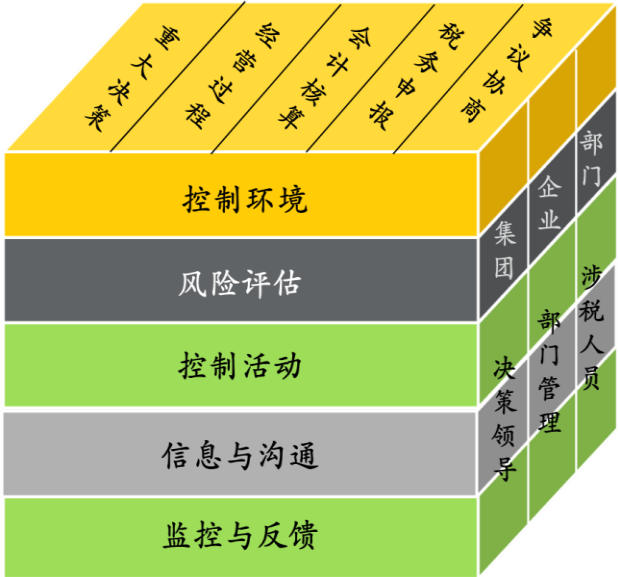 重大决策
经营过程
会计核算
税务申报
争议协商
控制环境
风险评估
控制活动
信息与沟通
监控与反馈
集团
企业
部门
决策领导
部门管理
涉税人员